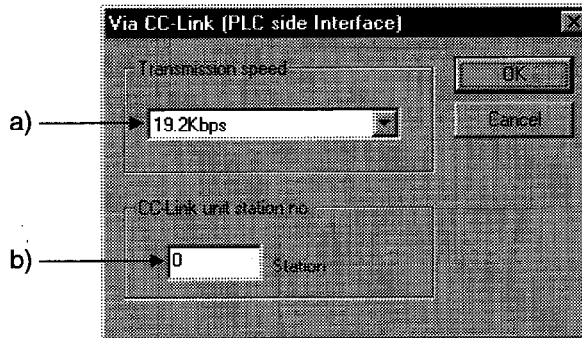 Via CC-Link (PLC side Interface)
Transmission speed
OK
a)
19.2Kbps
Cancel
CC-Link unit station no.
b)
0
Station